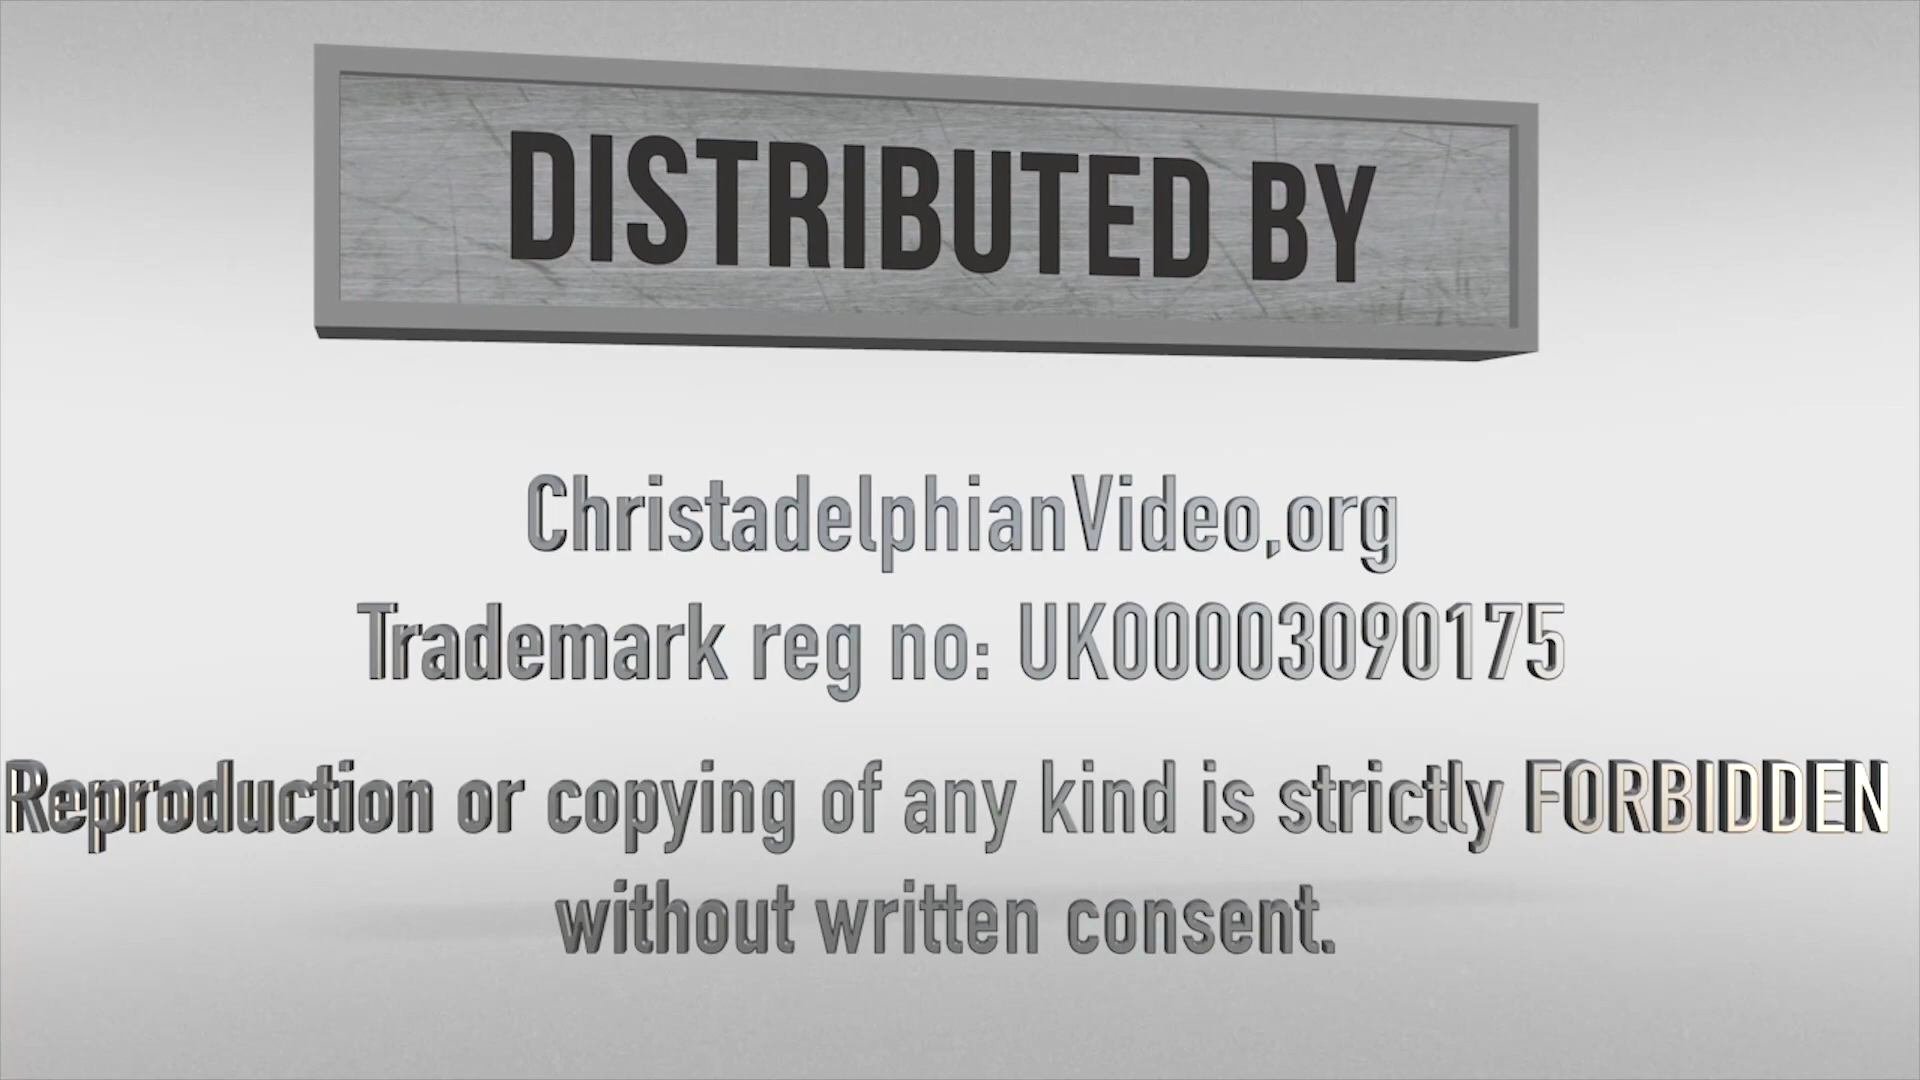 DISTRIBUTED BY
ChristadelphianVideo,org
Trademark reg no: UK00003090175
Reproduction or copying of any kind is strictly FORBIDDEN
without written consent.